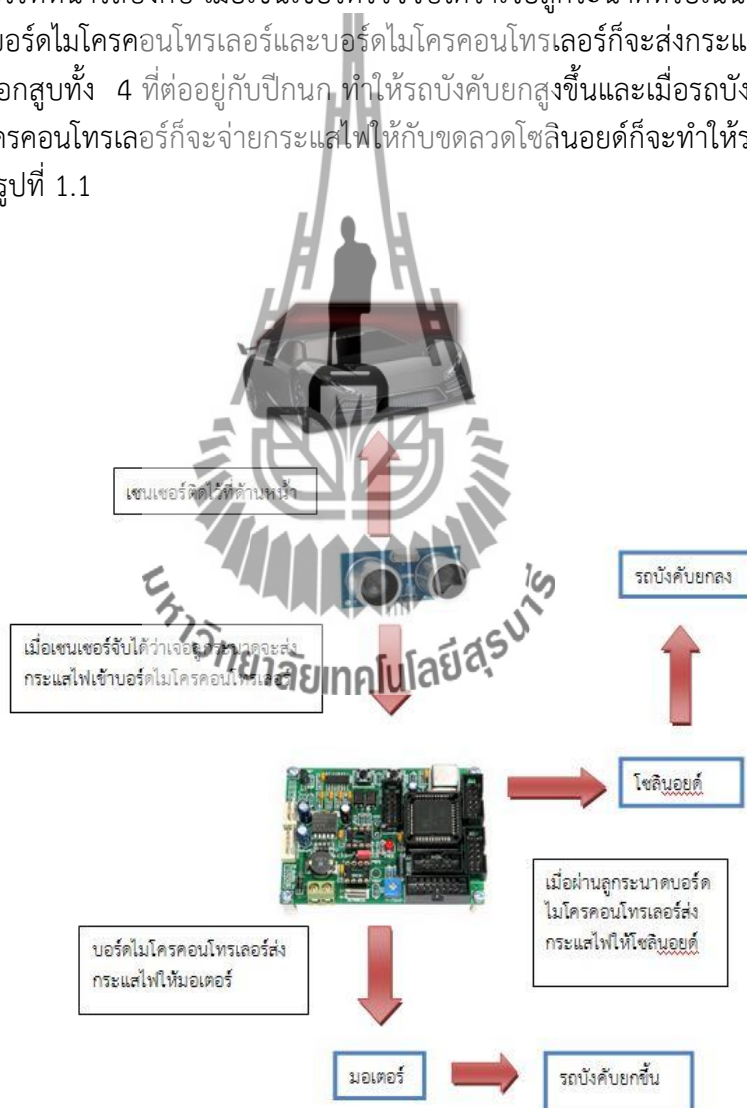 บอร์ดไมโครคอนโทรเลอร์และบอร์ดไมโครคอนโทรเลอร์ก็จะส่งกระแ
อกสูบทั้ง 4 ที่ต่ออยู่กับปีกนก ทำให้รถบังคับยกสูงขึ้นและเมื่อรถบัง
ครคอนโทรเลอร์ก็จะจ่ายกระแสไฟให้กับขดลวดโซลินอยด์ก็จะทำให้ร
รูปที่ 1.1
เซนเซอร์ติดไว้ที่ด้านหน้า
รถบังคับยกลง
มหาวิทยาลัยเทคโนโลยีสุรนารี
เมื่อเซนเซอร์จับได้ว่าเจอลูกระนาดจะส่ง
กระแสไฟเข้าบอร์ดไมโครคอนโทรเลอร์
โซลินอยด์
เมื่อผ่านลูกระนาดบอร์ด
ไมโครคอนโทรเลอร์ส่ง
กระแสไฟให้โซลินอยด์
บอร์ดไมโครคอนโทรเลอร์ส่ง
กระแสไฟให้มอเตอร์
มอเตอร์
รถบังคับยกขึ้น